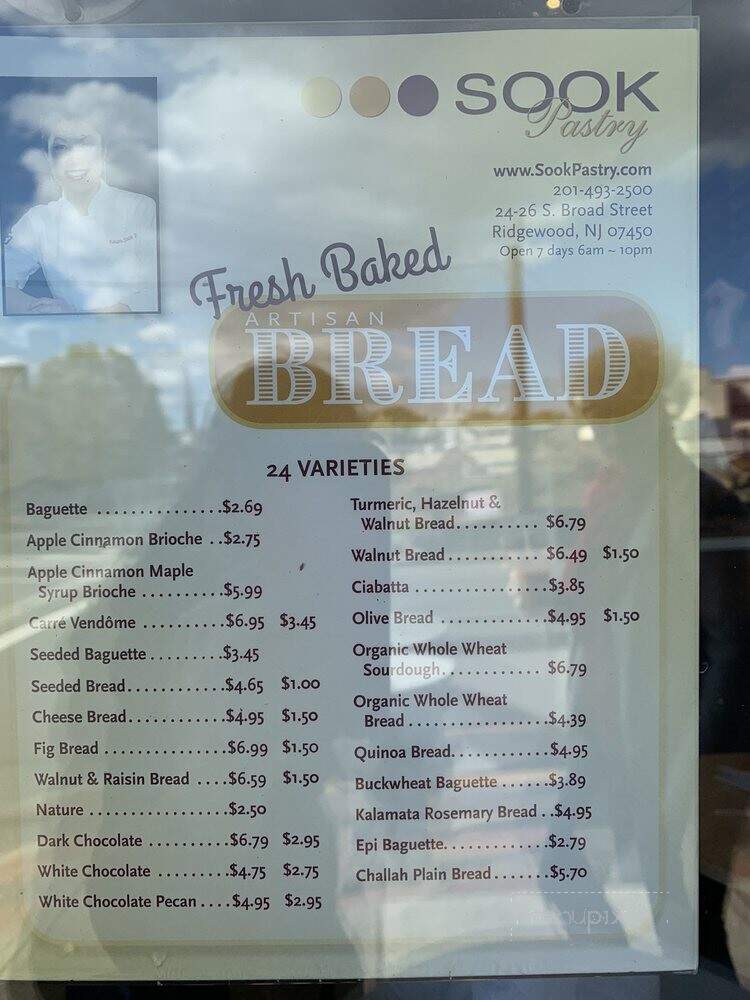 SOOK
Pastry
www.SookPastry.com
201-493-2500
24-26 S. Broad Street
Ridgewood, NJ 07450
Open 7 days 6am ~ 10pm
Fresh Baked
ARTISAN
BREAD
24 VARIETIES
Baguette ................$2.69
Apple Cinnamon Brioche ..$2.75
Apple Cinnamon Maple
Syrup Brioche ..........$5.99
Carré Vendôme ..........$6.95 $3.45
Seeded Baguette .........$3.45
Seeded Bread............$4.65 $1.00
Cheese Bread............$4.95 $1.50
Fig Bread ...............$6.99 $1.50
Walnut & Raisin Bread ....$6.59 $1.50
Nature .................$2.50
Dark Chocolate ..........$6.79 $2.95
White Chocolate .........$4.75 $2.75
White Chocolate Pecan ....$4.95 $2.95
Turmeric, Hazelnut &
Walnut Bread.......... $6.79
Walnut Bread........... $6.49 $1.50
Ciabatta ................$3.85
Olive Bread .............$4.95 $1.50
Organic Whole Wheat
Sourdough............ $6.79
Organic Whole Wheat
Bread .................$4.39
Quinoa Bread............$4.95
Buckwheat Baguette ......$3.89
Kalamata Rosemary Bread ..$4.95
Epi Baguette.............$2.79
Challah Plain Bread.......$5.70